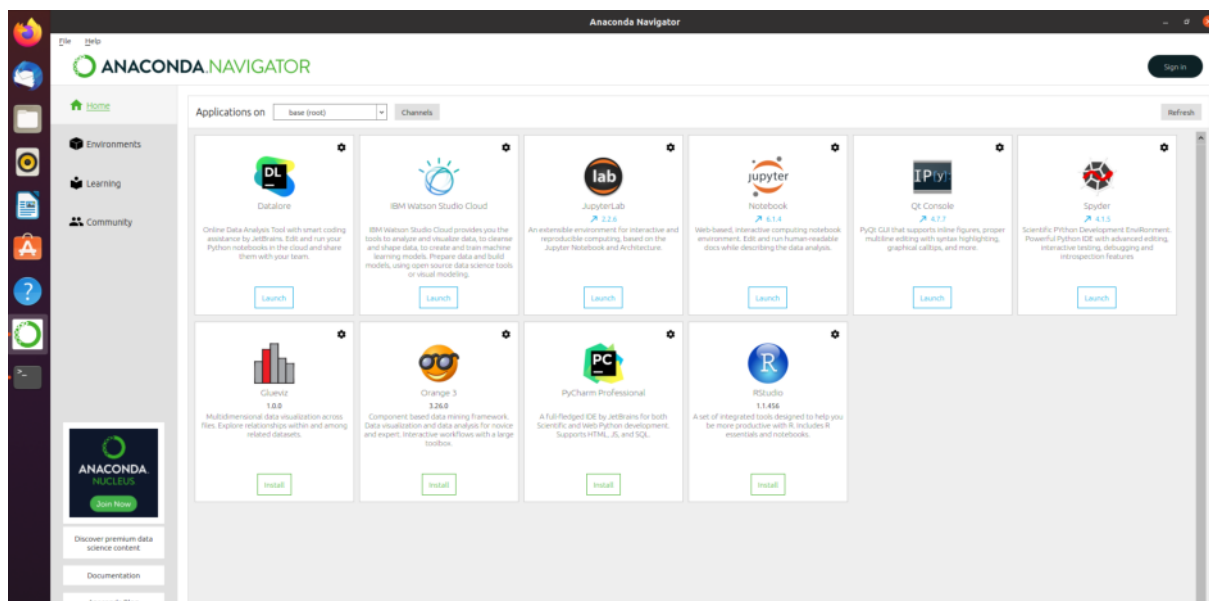 Anaconda Navigator
File Help
ANACONDA.NAVIGATOR
Sign in
Home
Environments
Learning
Community
Applications on base (root) Channels
Refresh
DL
Datalore
Online Data Analysis Tool with smart coding
assistance by JetBrains. Edit and run your
Python notebooks in the cloud and share
them with your team.
Launch
IBM Watson Studio Cloud
IBM Watson Studio Cloud provides you the
tools to analyze and visualize data, to cleanse
and shape data, to create and train machine
learning models. Prepare data and build
models, using open source data science tools
or visual modeling.
Launch
lab
JupyterLab
2.2.6
An extensible environment for interactive and
reproducible computing, based on the
Jupyter Notebook and Architecture.
Launch
jupyter
Notebook
6.1.4
Web-based, interactive computing notebook
environment. Edit and run human-readable
docs while describing the data analysis.
Launch
IP[y]:
Qt Console
4.7.7
PyQt GUI that supports inline figures, proper
multiline editing with syntax highlighting,
graphical calltips, and more.
Launch
Spyder
4.1.5
Scientific PYthon Development EnviRonment.
Powerful Python IDE with advanced editing,
interactive testing, debugging and
introspection features
Launch
Glueviz
1.0.0
Multidimensional data visualization across
files. Explore relationships within and among
related datasets.
Install
Orange 3
3.26.0
Component based data mining framework.
Data visualization and data analysis for novice
and expert. Interactive workflows with a large
toolbox.
Install
PC
PyCharm Professional
A full-fledged IDE by JetBrains for both
Scientific and Web Python development.
Supports HTML, JS, and SQL.
Install
R
RStudio
1.1.456
A set of integrated tools designed to help you
be more productive with R. Includes R
essentials and notebooks.
Install
ANACONDA.
NUCLEUS
Join Now
Discover premium data
science content
Documentation